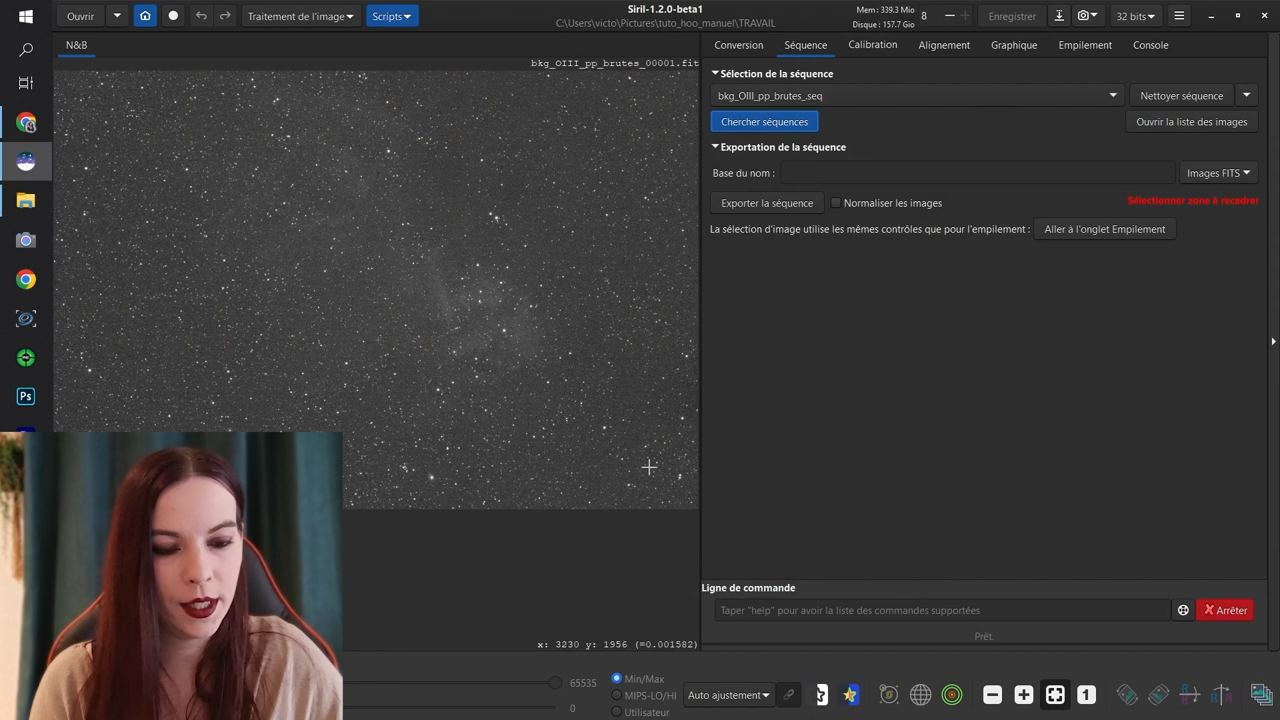 Ouvrir
Traitement de l'image
Scripts
Siril-1.2.0-beta1
C:\Users\victo\Pictures\tuto_hoo_manuel\TRAVAIL
Mem : 339.3 Mio
Disque : 157.7 Gio
8
Enregistrer
32 bits
N&B
bkg_OIII_pp_brutes_00001.fit
Conversion
Séquence
Calibration
Alignement
Graphique
Empilement
Console
Sélection de la séquence
bkg_OIII_pp_brutes_.seq
Nettoyer séquence
Chercher séquences
Ouvrir la liste des images
Exportation de la séquence
Base du nom :
Images FITS
Exporter la séquence
Normaliser les images
Sélectionner zone à recadrer
La sélection d'image utilise les mêmes contrôles que pour l'empilement :
Aller à l'onglet Empilement
Ps
Ligne de commande
Taper "help" pour avoir la liste des commandes supportées
Arrêter
Prêt.
x: 3230 y: 1956 (=0.001582)
65535
0
Min/Max
MIPS-LO/HI
Utilisateur
Auto ajustement
1